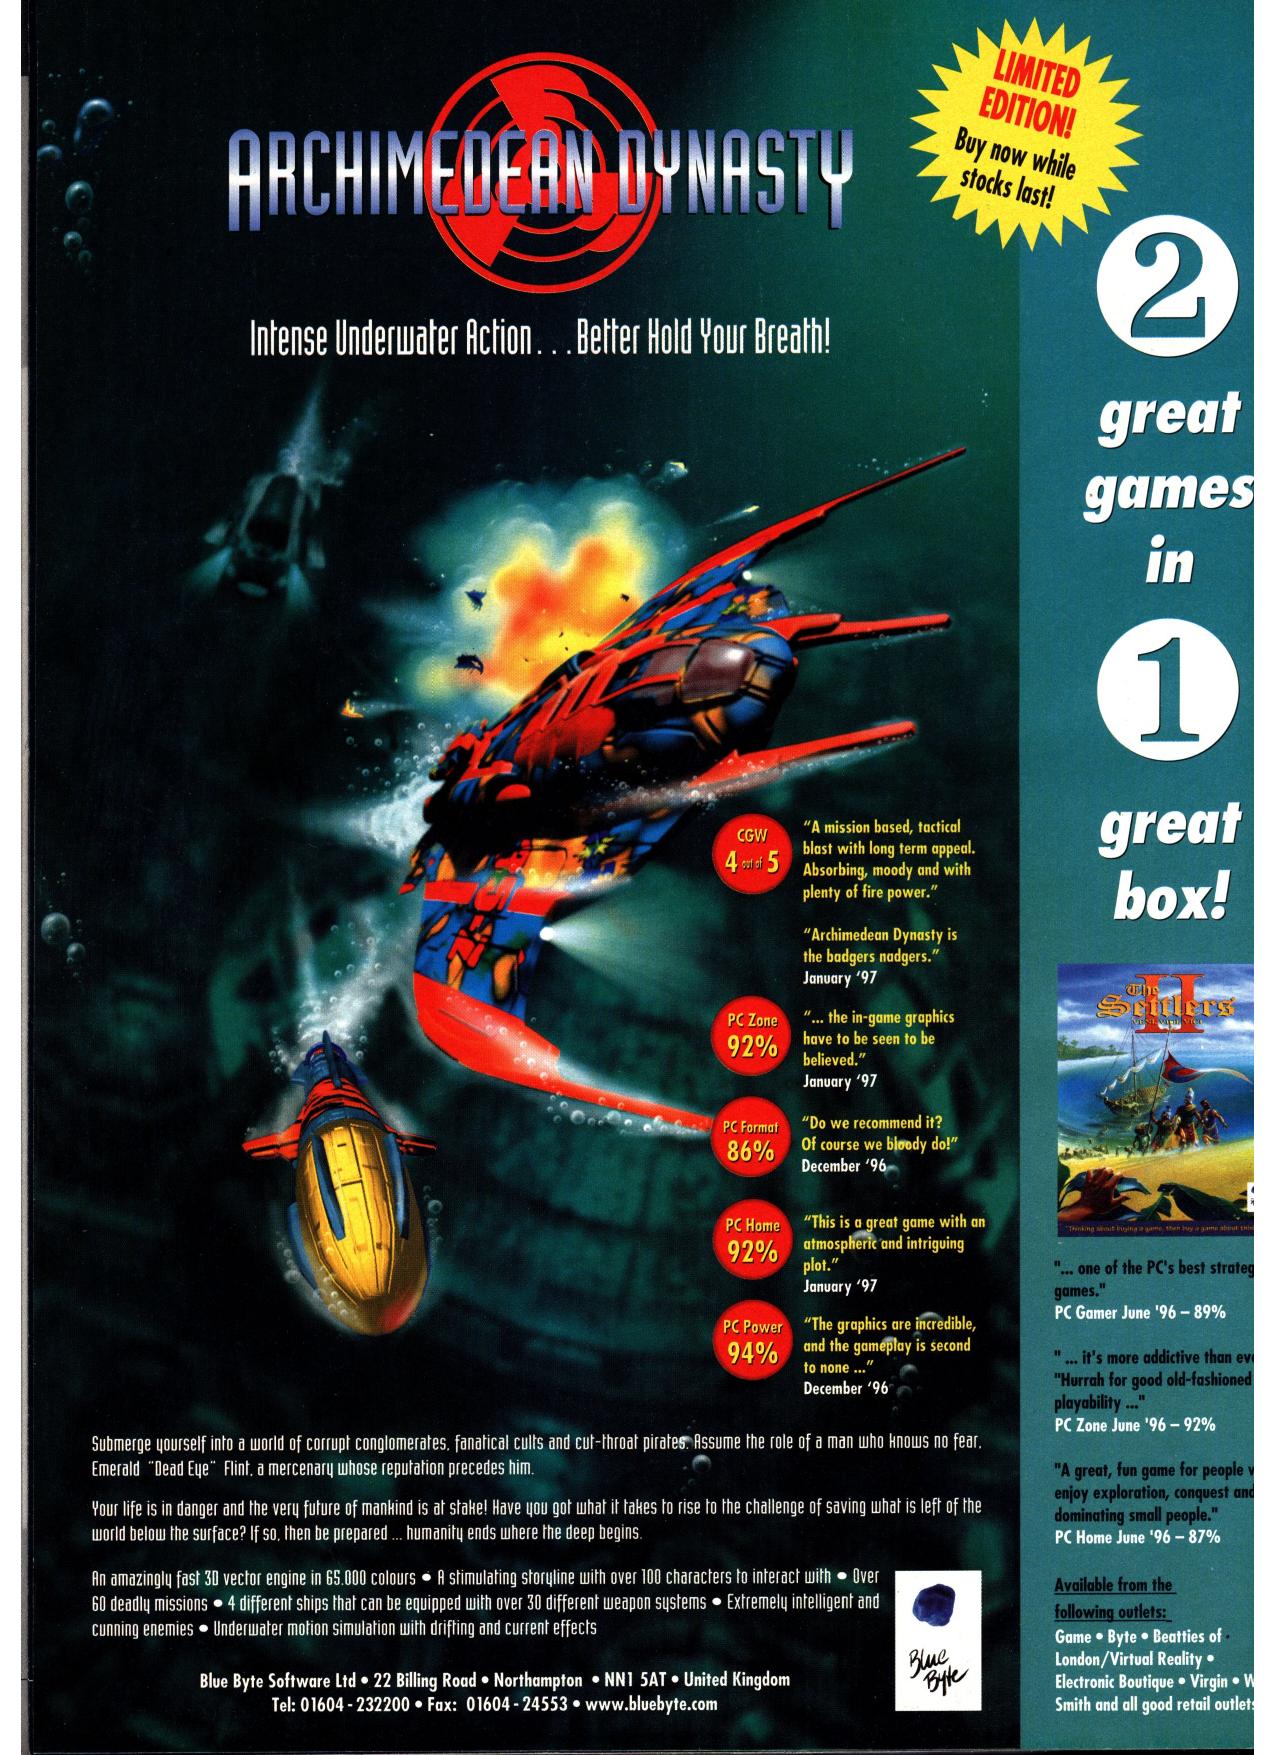 ARCHIMEDEAN DYNASTY
Intense Underwater Action . . . Better Hold Your Breath!
LIMITED
EDITION!
Buy now while
stocks last!
CGW
4 out of 5
"A mission based, tactical
blast with long term appeal.
Absorbing, moody and with
plenty of fire power."
"Archimedean Dynasty is
the badgers nadgers."
January '97
PC Zone
92%
"... the in-game graphics
have to be seen to be
believed."
January '97
PC Format
86%
"Do we recommend it?
Of course we bloody do!"
December '96
PC Home
92%
"This is a great game with an
atmospheric and intriguing
plot."
January '97
PC Power
94%
"The graphics are incredible,
and the gameplay is second
to none ..."
December '96
Submerge yourself into a world of corrupt conglomerates, fanatical cults and cut-throat pirates. Assume the role of a man who knows no fear,
Emerald "Dead Eye" Flint, a mercenary whose reputation precedes him.
Your life is in danger and the very future of mankind is at stake! Have you got what it takes to rise to the challenge of saving what is left of the
world below the surface? If so, then be prepared ... humanity ends where the deep begins.
An amazingly fast 3D vector engine in 65.000 colours • A stimulating storyline with over 100 characters to interact with • Over
60 deadly missions • 4 different ships that can be equipped with over 30 different weapon systems • Extremely intelligent and
cunning enemies • Underwater motion simulation with drifting and current effects
Blue Byte Software Ltd • 22 Billing Road • Northampton • NN1 5AT • United Kingdom
Tel: 01604 - 232200 • Fax: 01604 - 24553 • www.bluebyte.com
Blue
Byte
2
great
games
in
1
great
box!
The
Settlers
II
VENI, VIDI, VICI
"Thinking about buying a game, then buy a game about
"... one of the PC's best strateg
games."
PC Gamer June '96 – 89%
" ... it's more addictive than eve
"Hurrah for good old-fashioned
playability ..."
PC Zone June '96 – 92%
"A great, fun game for people w
enjoy exploration, conquest and
dominating small people."
PC Home June '96 – 87%
Available from the
following outlets:
Game • Byte • Beatties of
London/Virtual Reality •
Electronic Boutique • Virgin • W
Smith and all good retail outlets